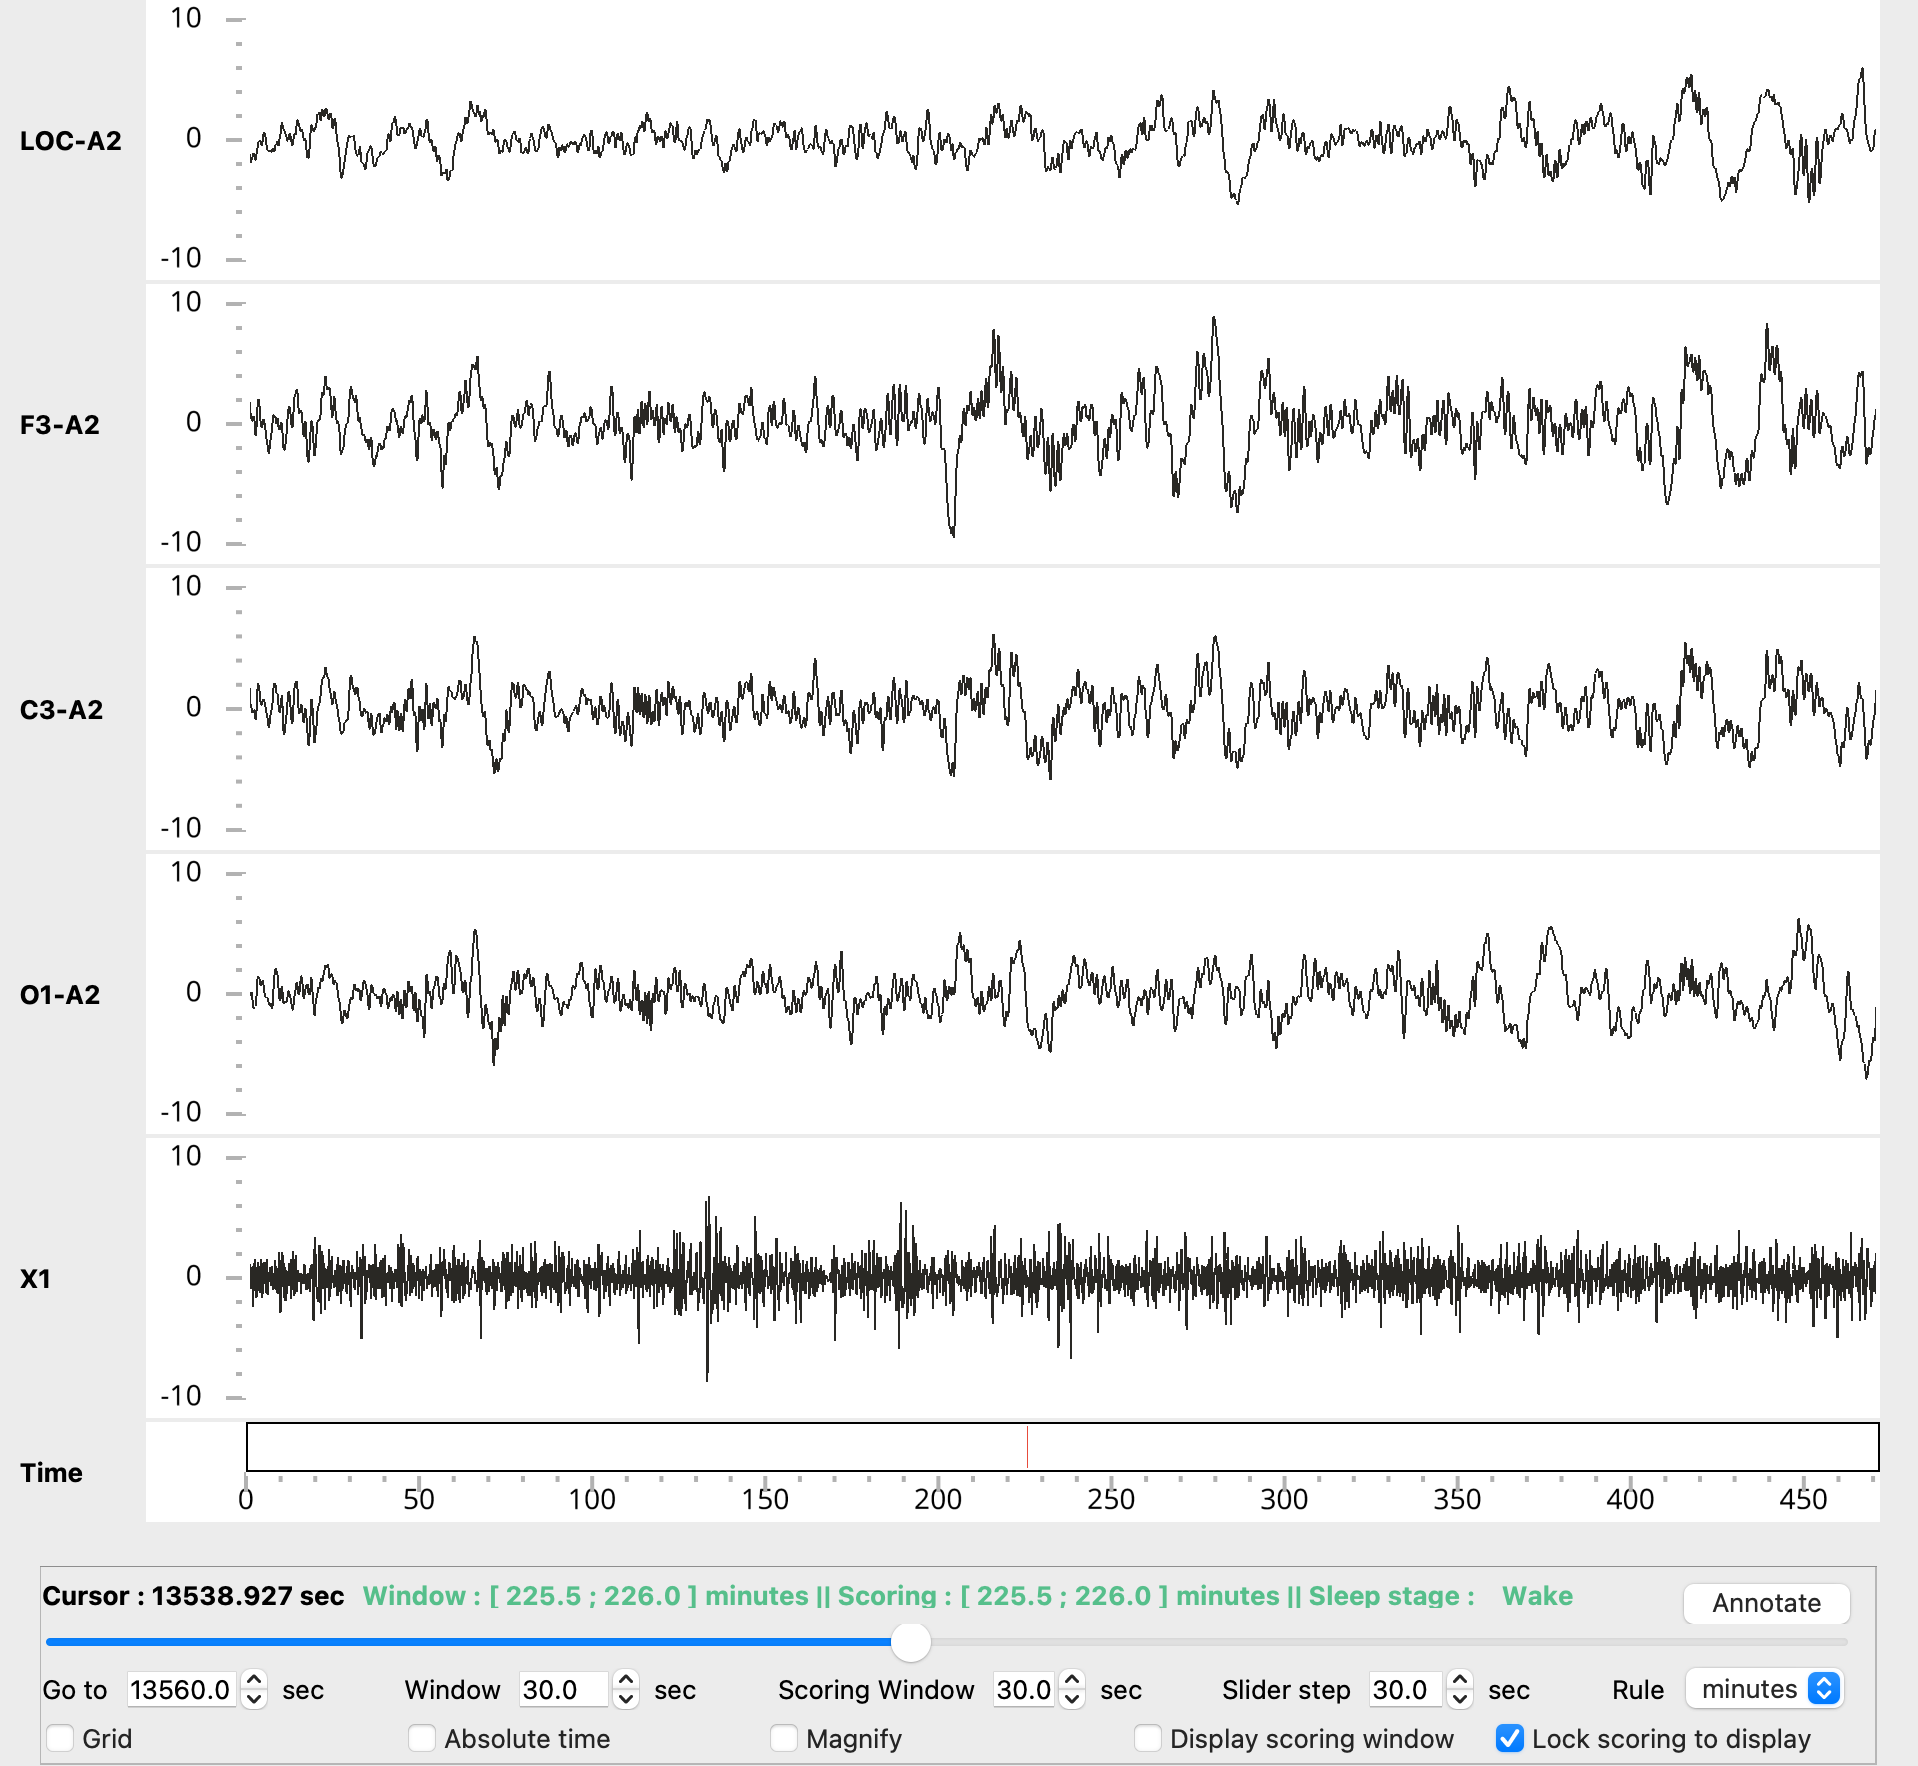 10
LOC-A2
0
-10
10
F3-A2
0
-10
10
C3-A2
0
-10
10
O1-A2
0
-10
10
X1
0
-10
Time
0 50 100 150 200 250 300 350 400 450
Cursor : 13538.927 sec Window : [ 225.5 ; 226.0 ] minutes || Scoring : [ 225.5 ; 226.0 ] minutes || Sleep stage : Wake Annotate
Go to 13560.0 sec Window 30.0 sec Scoring Window 30.0 sec Slider step 30.0 sec Rule minutes
Grid Absolute time Magnify Display scoring window Lock scoring to display